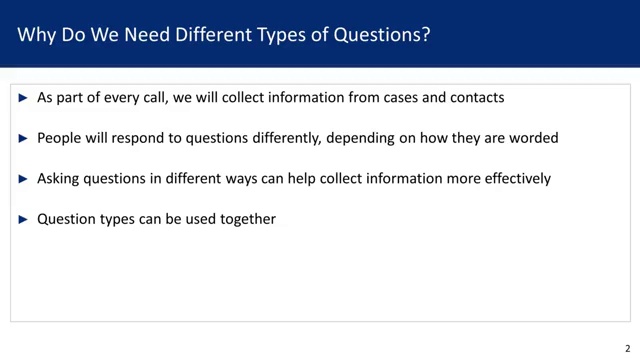 Why Do We Need Different Types of Questions?
► As part of every call, we will collect information from cases and contacts
► People will respond to questions differently, depending on how they are worded
► Asking questions in different ways can help collect information more effectively
► Question types can be used together
2